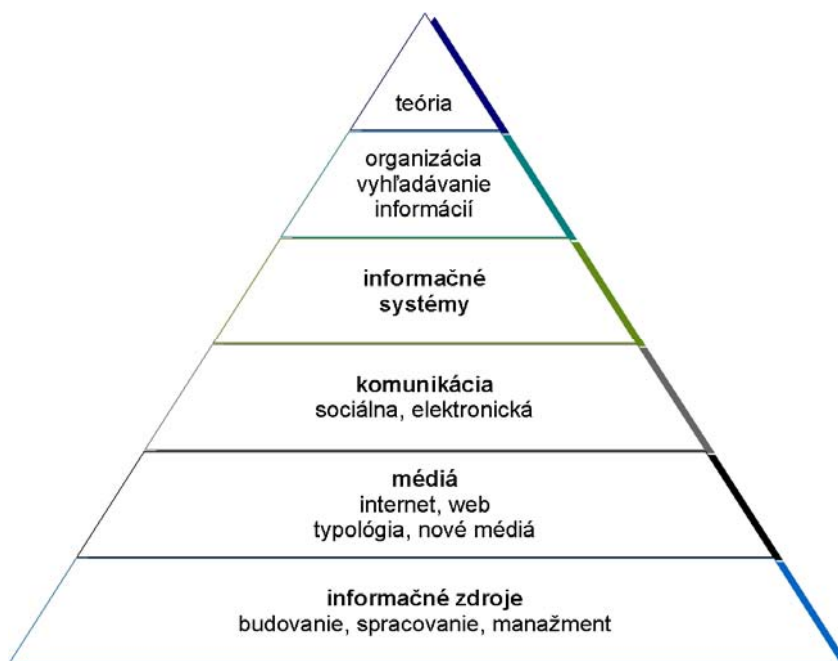 teória
organizácia
vyhľadávanie
informácií
informačné
systémy
komunikácia
sociálna, elektronická
médiá
internet, web
typológia, nové médiá
informačné zdroje
budovanie, spracovanie, manažment